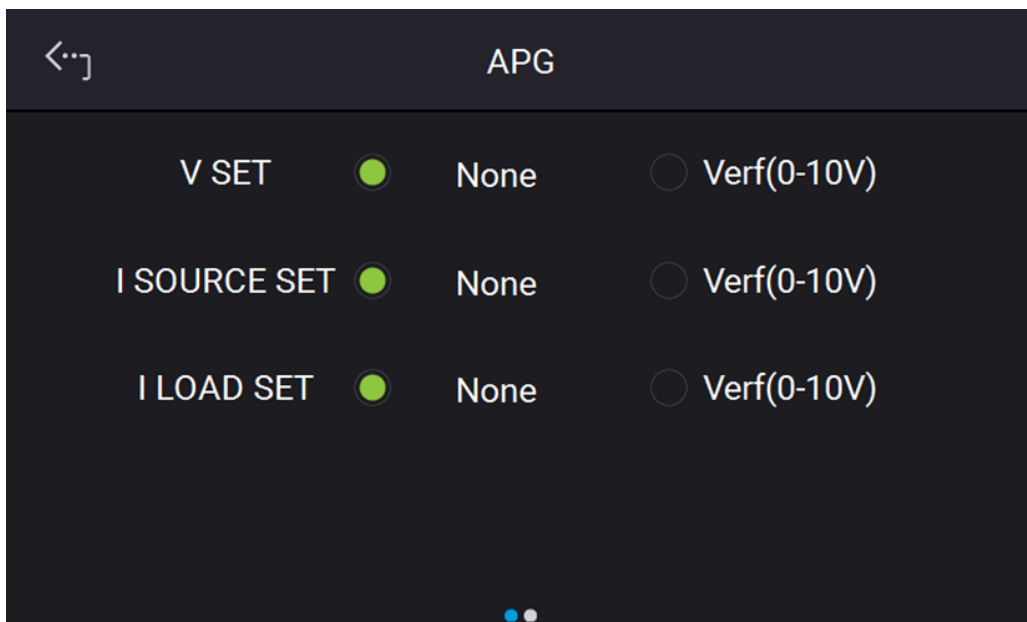 APG
V SET None Verf(0-10V)
I SOURCE SET None Verf(0-10V)
I LOAD SET None Verf(0-10V)